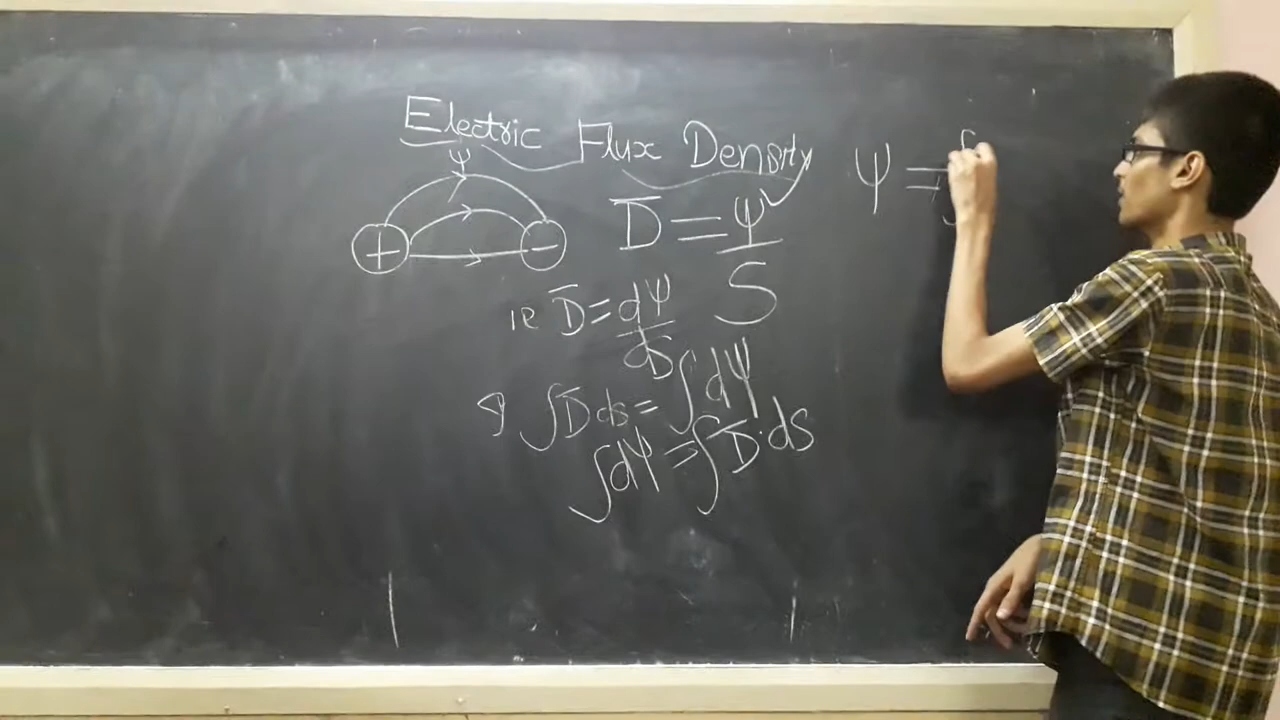 Electric Flux Density
ψ
+ −
D̅ = ψ/S
ie D̅ = dψ/dS
∫D̅ ds = ∫dψ
∫dψ = ∫D̅·ds
ψ = ∫